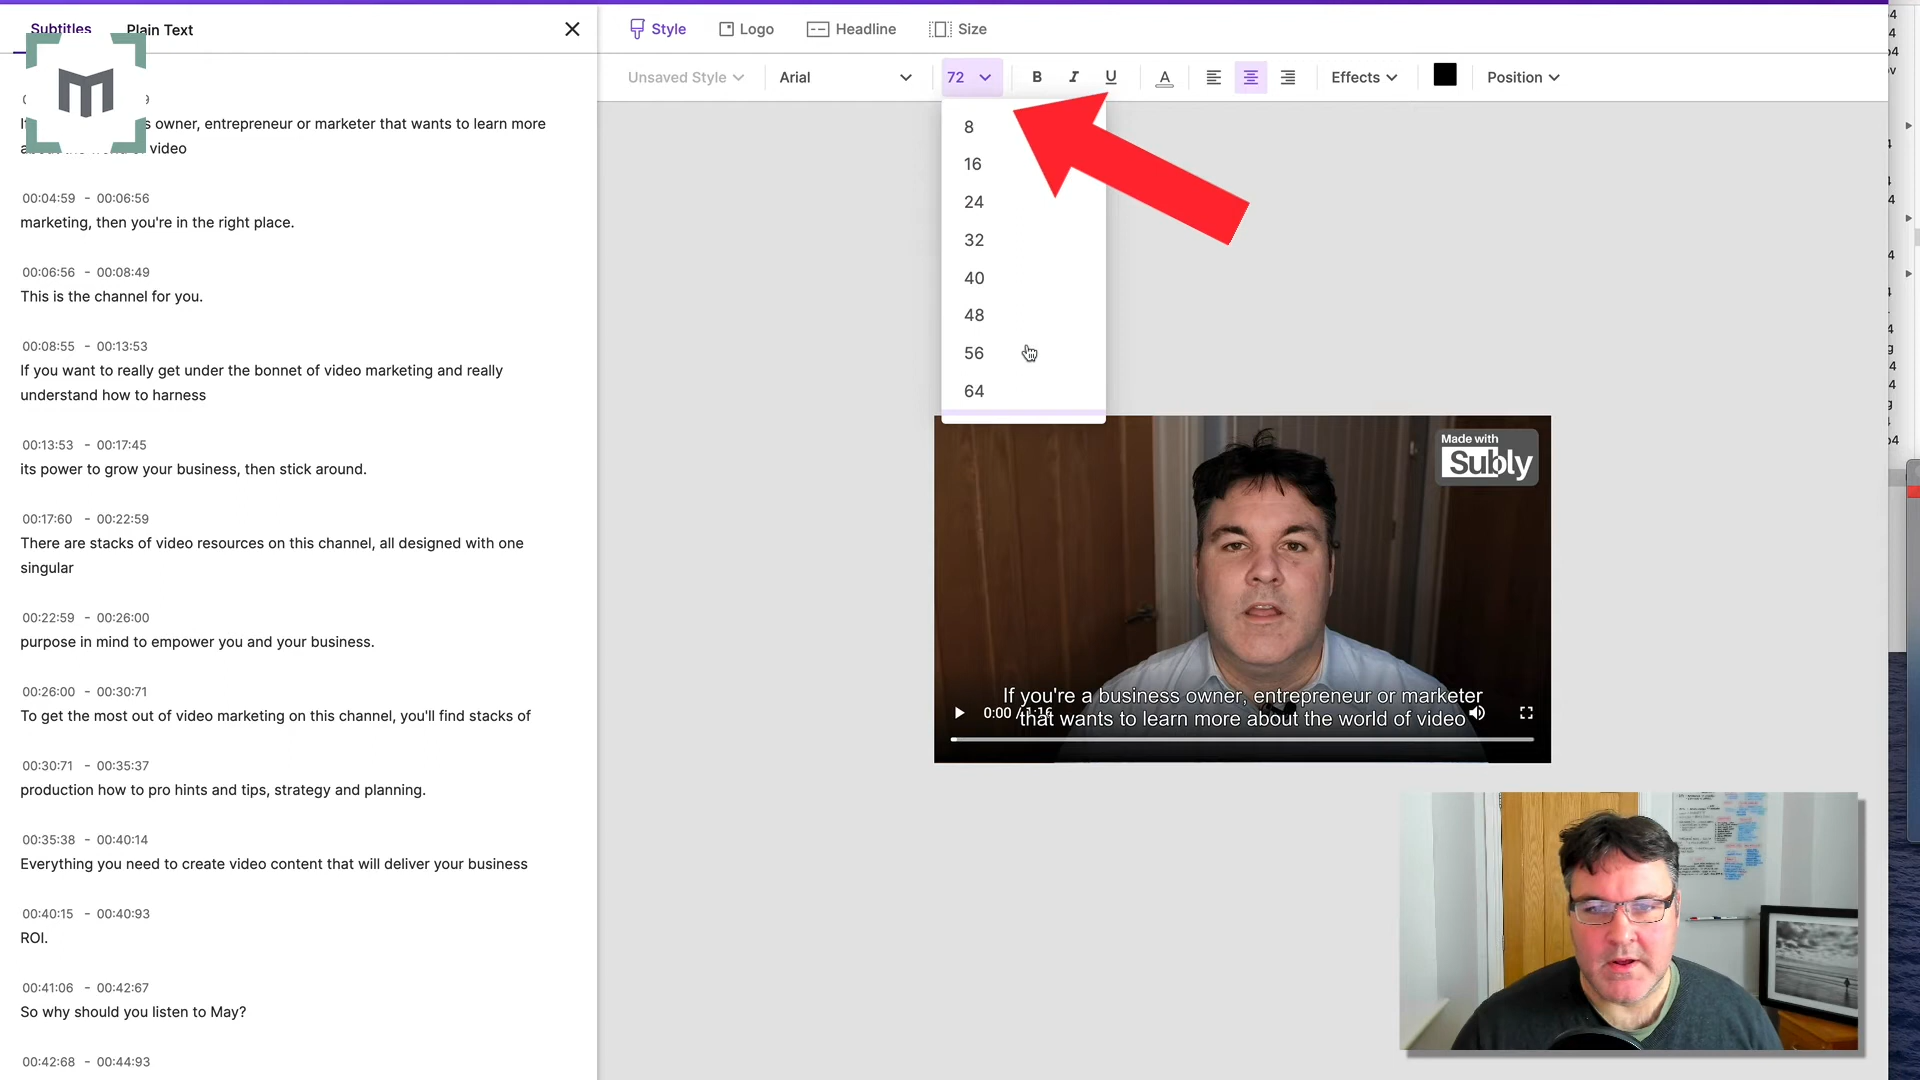 Subtitles
Plain Text
Style
Logo
Headline
Size
Unsaved Style
Arial
72
B
I
U
A
Effects
Position
8
16
24
32
40
48
56
64
owner, entrepreneur or marketer that wants to learn more
video
00:04:59 - 00:06:56
marketing, then you're in the right place.
00:06:56 - 00:08:49
This is the channel for you.
00:08:55 - 00:13:53
If you want to really get under the bonnet of video marketing and really
understand how to harness
00:13:53 - 00:17:45
its power to grow your business, then stick around.
00:17:60 - 00:22:59
There are stacks of video resources on this channel, all designed with one
singular
00:22:59 - 00:26:00
purpose in mind to empower you and your business.
00:26:00 - 00:30:71
To get the most out of video marketing on this channel, you'll find stacks of
00:30:71 - 00:35:37
production how to pro hints and tips, strategy and planning.
00:35:38 - 00:40:14
Everything you need to create video content that will deliver your business
00:40:15 - 00:40:93
ROI.
00:41:06 - 00:42:67
So why should you listen to May?
00:42:68 - 00:44:93
Made with
Subly
If you're a business owner, entrepreneur or marketer
that wants to learn more about the world of video
0:00 / 1:16